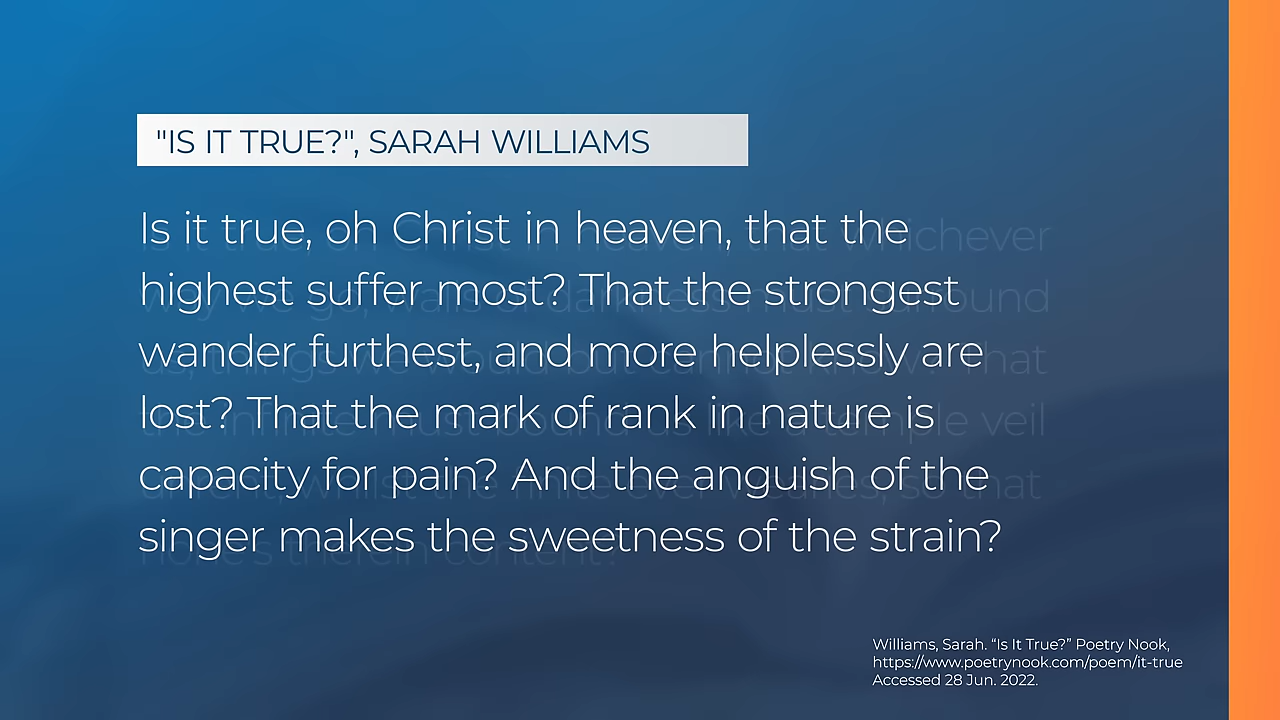 "IS IT TRUE?", SARAH WILLIAMS
Is it true, oh Christ in heaven, that the
highest suffer most? That the strongest
wander furthest, and more helplessly are
lost? That the mark of rank in nature is
capacity for pain? And the anguish of the
singer makes the sweetness of the strain?
Williams, Sarah. “Is It True?” Poetry Nook,
https://www.poetrynook.com/poem/it-true
Accessed 28 Jun. 2022.